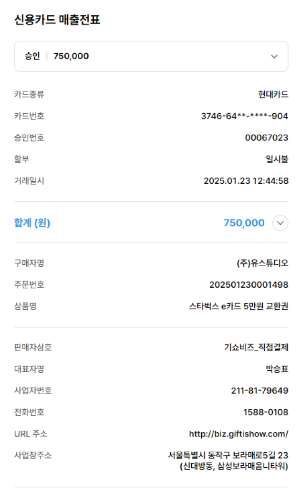 신용카드 매출전표
승인 | 750,000
카드종류 현대카드
카드번호 3746-64**-****-904
승인번호 00067023
할부 일시불
거래일시 2025.01.23 12:44:58
합계 (원) 750,000
구매자명 (주)유스튜디오
주문번호 202501230001498
상품명 스타벅스 e카드 5만원 교환권
판매자상호 기쇼비즈_직접결제
대표자명 박승표
사업자번호 211-81-79649
전화번호 1588-0108
URL 주소 http://biz.giftishow.com/
사업장주소 서울특별시 동작구 보라매로5길 23
(신대방동, 삼성보라매옴니타워)